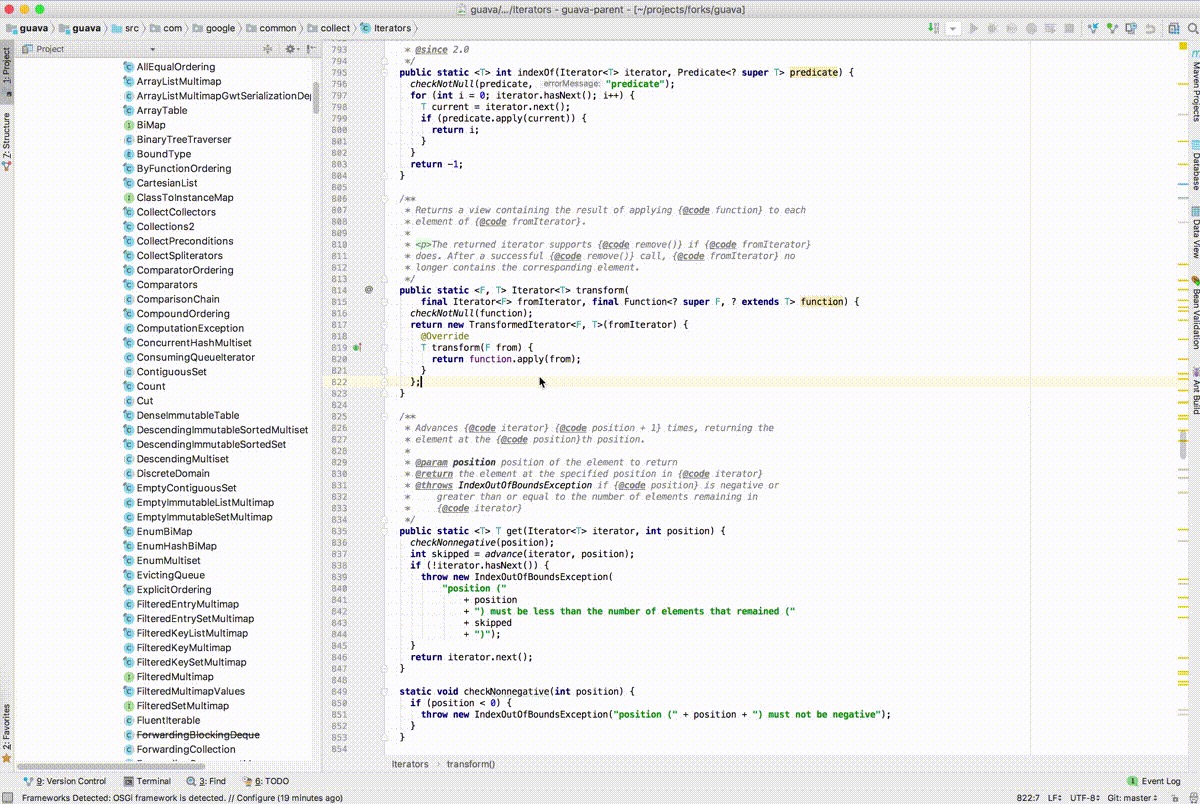 guava/.../iterators - guava-parent - [~/projects/forks/guava]
guava guava src com google common collect Iterators
1: Project
Z: Structure
2: Favorites
Project
AllEqualOrdering
ArrayListMultimap
ArrayListMultimapGwtSerializationDep
ArrayTable
BiMap
BinaryTreeTraverser
BoundType
ByFunctionOrdering
CartesianList
ClassToInstanceMap
CollectCollectors
Collections2
CollectPreconditions
CollectSpliterators
ComparatorOrdering
Comparators
ComparisonChain
CompoundOrdering
ComputationException
ConcurrentHashMultiset
ConsumingQueueIterator
ContiguousSet
Count
Cut
DenseImmutableTable
DescendingImmutableSortedMultiset
DescendingImmutableSortedSet
DescendingMultiset
DiscreteDomain
EmptyContiguousSet
EmptyImmutableListMultimap
EmptyImmutableSetMultimap
EnumBiMap
EnumHashBiMap
EnumMultiset
EvictingQueue
ExplicitOrdering
FilteredEntryMultimap
FilteredEntrySetMultimap
FilteredKeyListMultimap
FilteredKeyMultimap
FilteredKeySetMultimap
FilteredMultimap
FilteredMultimapValues
FilteredSetMultimap
FluentIterable
ForwardingBlockingDeque
ForwardingCollection
793 * @since 2.0
794 */
795 public static <T> int indexOf(Iterator<T> iterator, Predicate<? super T> predicate) {
796 checkNotNull(predicate, errorMessage: "predicate");
797 for (int i = 0; iterator.hasNext(); i++) {
798 T current = iterator.next();
799 if (predicate.apply(current)) {
800 return i;
801 }
802 }
803 return -1;
804 }
805
806 /**
807 * Returns a view containing the result of applying {@code function} to each
808 * element of {@code fromIterator}.
809 *
810 * <p>The returned iterator supports {@code remove()} if {@code fromIterator}
811 * does. After a successful {@code remove()} call, {@code fromIterator} no
812 * longer contains the corresponding element.
813 */
814 @ public static <F, T> Iterator<T> transform(
815 final Iterator<F> fromIterator, final Function<? super F, ? extends T> function) {
816 checkNotNull(function);
817 return new TransformedIterator<F, T>(fromIterator) {
818 @Override
819 T transform(F from) {
820 return function.apply(from);
821 }
822 };
823 }
824
825 /**
826 * Advances {@code iterator} {@code position + 1} times, returning the
827 * element at the {@code position}th position.
828 *
829 * @param position position of the element to return
830 * @return the element at the specified position in {@code iterator}
831 * @throws IndexOutOfBoundsException if {@code position} is negative or
832 * greater than or equal to the number of elements remaining in
833 * {@code iterator}
834 */
835 public static <T> T get(Iterator<T> iterator, int position) {
836 checkNonnegative(position);
837 int skipped = advance(iterator, position);
838 if (!iterator.hasNext()) {
839 throw new IndexOutOfBoundsException(
840 "position ("
841 + position
842 + ") must be less than the number of elements that remained ("
843 + skipped
844 + ")");
845 }
846 return iterator.next();
847 }
848
849 static void checkNonnegative(int position) {
850 if (position < 0) {
851 throw new IndexOutOfBoundsException("position (" + position + ") must not be negative");
852 }
853 }
854
Iterators › transform()
Maven Projects
Database
Data View
Bean Validation
Ant Build
9: Version Control Terminal 3: Find 6: TODO 1 Event Log
Frameworks Detected: OSGi framework is detected. // Configure (19 minutes ago) 822:7 LF UTF-8 Git: master